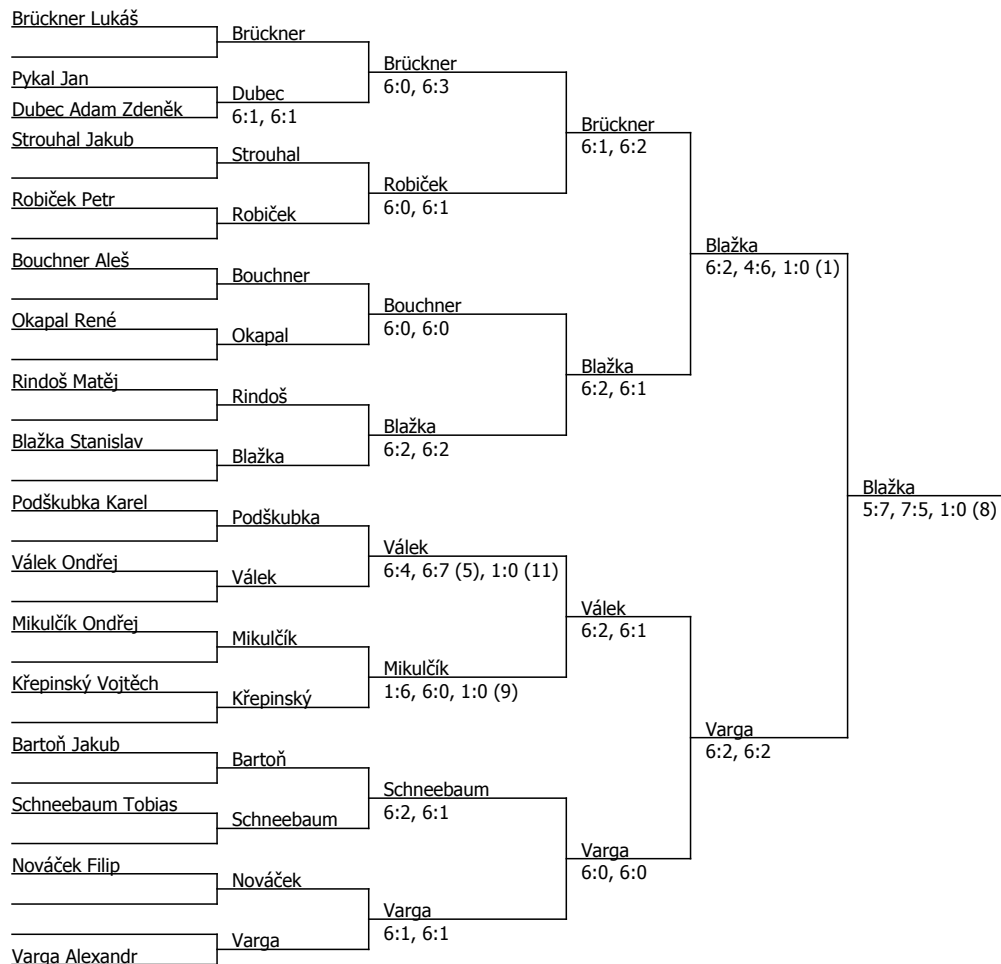 Brückner Lukáš
Brückner
Brückner
6:0, 6:3
Pykal Jan
Dubec
Dubec Adam Zdeněk
6:1, 6:1
Brückner
6:1, 6:2
Strouhal Jakub
Strouhal
Robiček
6:0, 6:1
Robiček Petr
Robiček
Blažka
6:2, 4:6, 1:0 (1)
Bouchner Aleš
Bouchner
Bouchner
6:0, 6:0
Okapal René
Okapal
Blažka
6:2, 6:1
Rindoš Matěj
Rindoš
Blažka
6:2, 6:2
Blažka Stanislav
Blažka
Blažka
5:7, 7:5, 1:0 (8)
Podškubka Karel
Podškubka
Válek
6:4, 6:7 (5), 1:0 (11)
Válek Ondřej
Válek
Válek
6:2, 6:1
Mikulčík Ondřej
Mikulčík
Mikulčík
1:6, 6:0, 1:0 (9)
Křepinský Vojtěch
Křepinský
Varga
6:2, 6:2
Bartoň Jakub
Bartoň
Schneebaum
6:2, 6:1
Schneebaum Tobias
Schneebaum
Varga
6:0, 6:0
Nováček Filip
Nováček
Varga
6:1, 6:1
Varga
Varga Alexandr